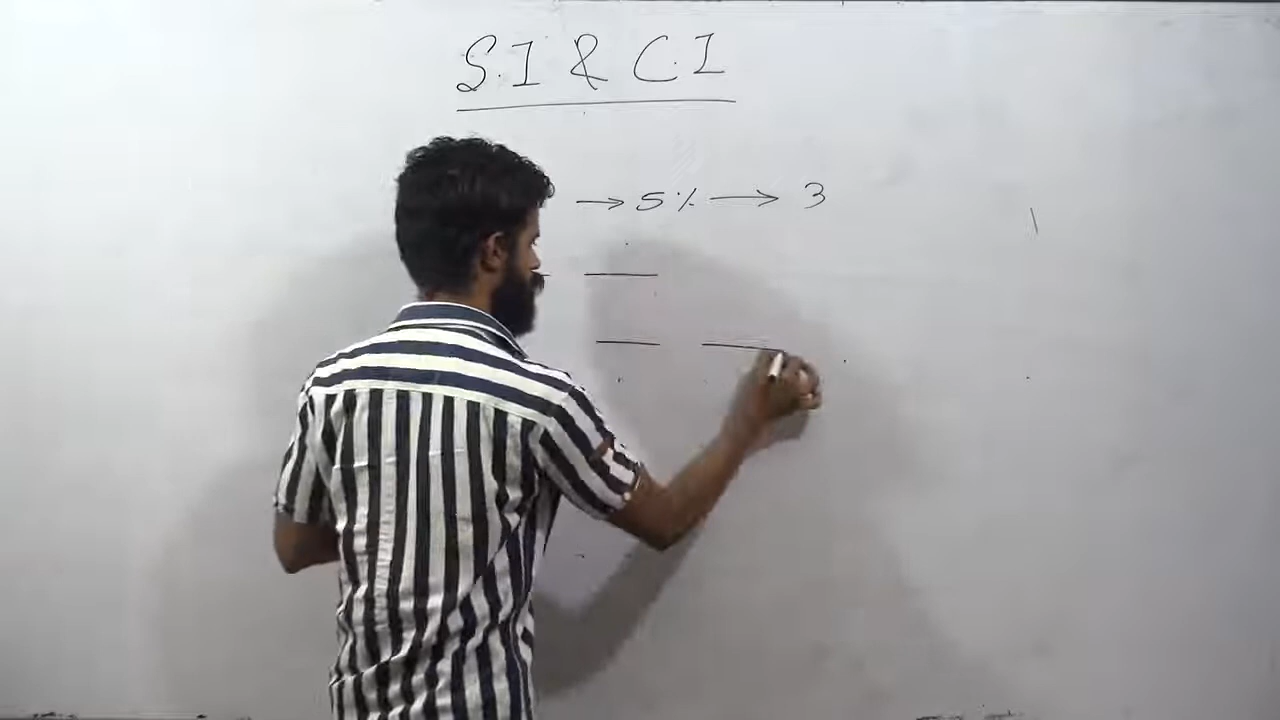 S.I & C.I
→ 5% → 3